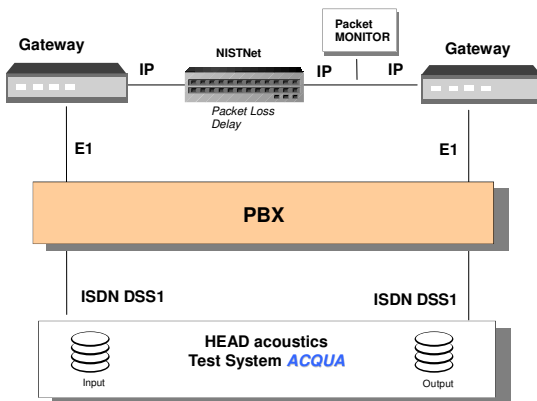 Packet
MONITOR
Gateway
NISTNet
Gateway
IP
IP
IP
Packet Loss
Delay
E1
E1
PBX
ISDN DSS1
ISDN DSS1
HEAD acoustics
Test System ACQUA
Input
Output